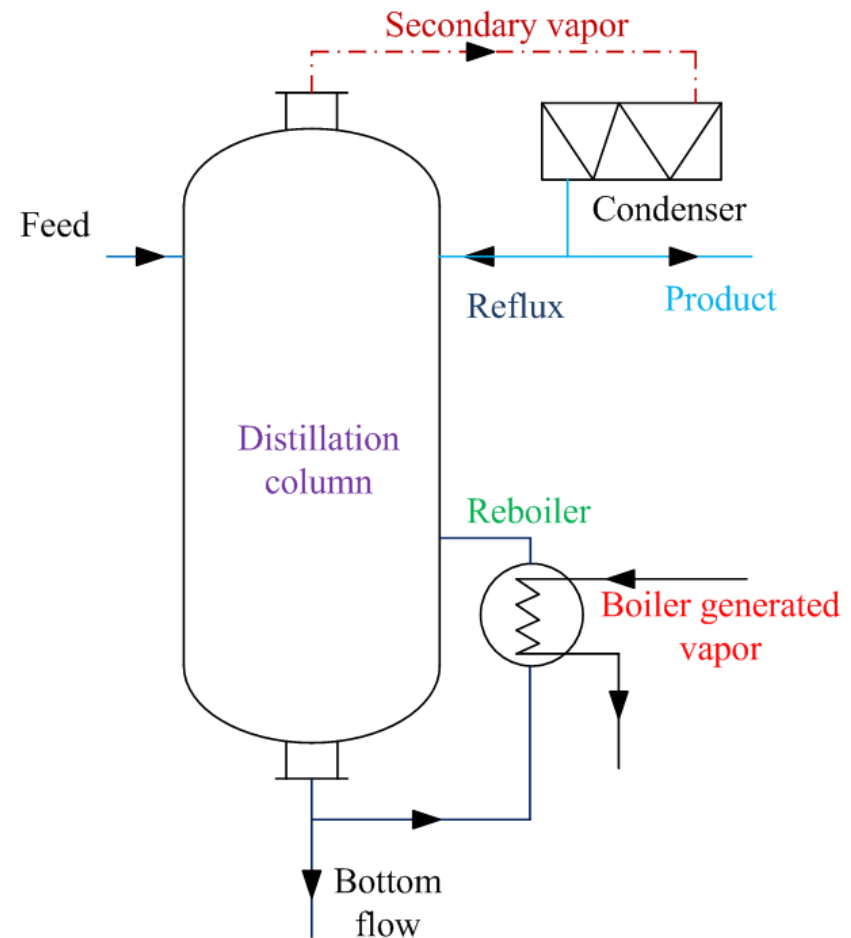 Secondary vapor
Condenser
Feed
Reflux
Product
Distillation
column
Reboiler
Boiler generated
vapor
Bottom
flow